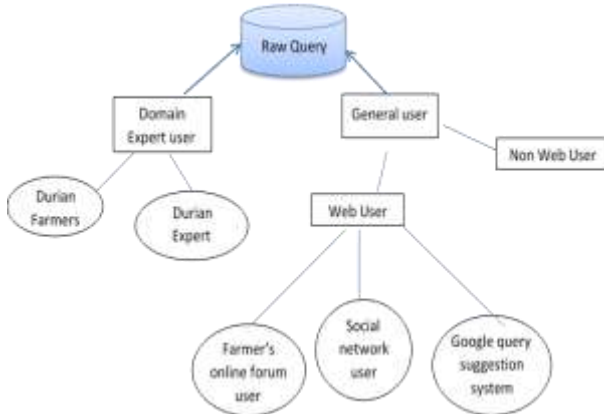 Raw Query
Domain
Expert user
General user
Non Web User
Durian
Farmers
Durian
Expert
Web User
Farmer's
online forum
user
Social
network
user
Google query
suggestion
system